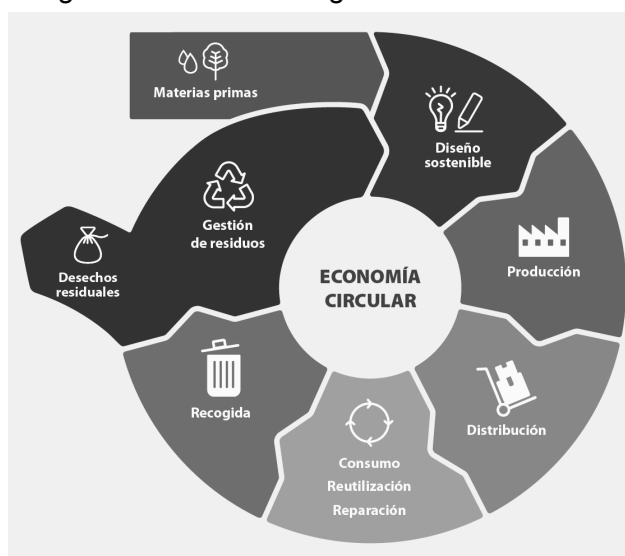 Materias primas
Diseño
sostenible
Producción
Distribución
Consumo
Reutilización
Reparación
Recogida
Gestión
de residuos
Desechos
residuales
ECONOMÍA
CIRCULAR